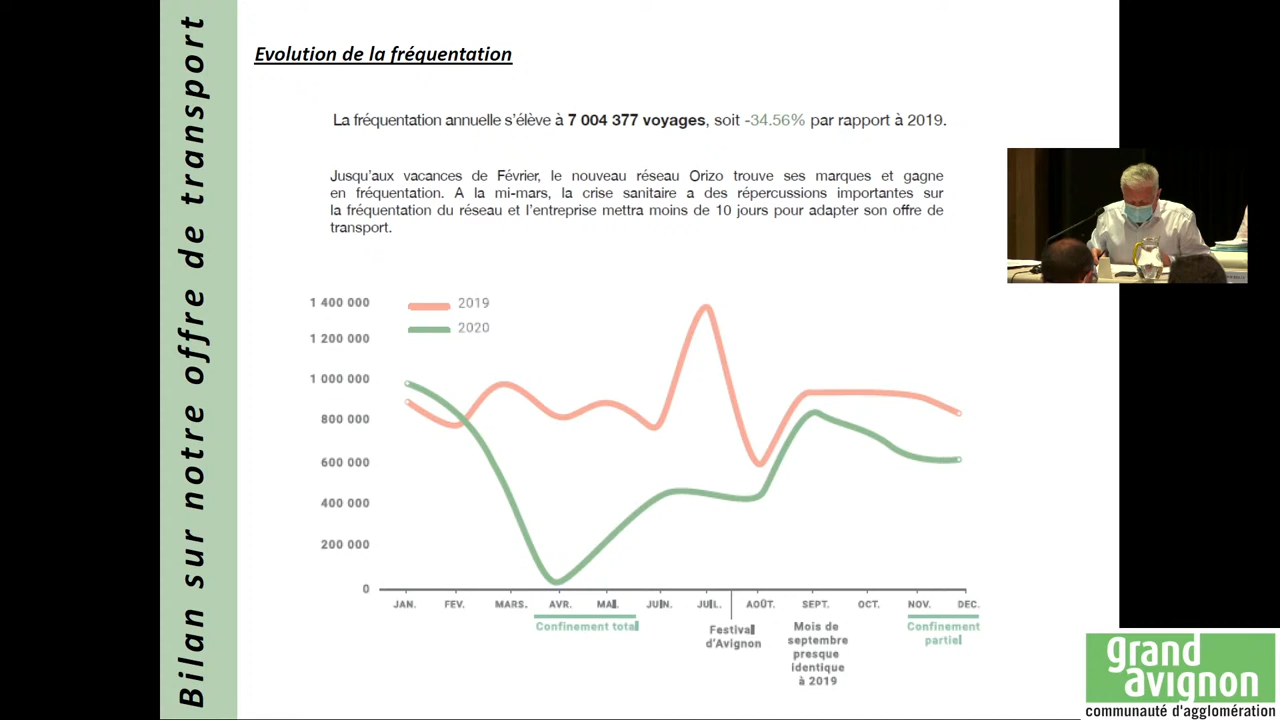 Bilan sur notre offre de transport
Evolution de la fréquentation
La fréquentation annuelle s'élève à 7 004 377 voyages, soit -34.56% par rapport à 2019.
Jusqu'aux vacances de Février, le nouveau réseau Orizo trouve ses marques et gagne
en fréquentation. A la mi-mars, la crise sanitaire a des répercussions importantes sur
la fréquentation du réseau et l'entreprise mettra moins de 10 jours pour adapter son offre de
transport.
1 400 000
1 200 000
1 000 000
800 000
600 000
400 000
200 000
0
2019
2020
JAN. FEV. MARS. AVR. MAI. JUIN. JUIL. AOÛT. SEPT. OCT. NOV. DEC.
Confinement total
Festival
d'Avignon
Mois de
septembre
presque
identique
à 2019
Confinement
partiel
grand
avignon
communauté d'agglomération